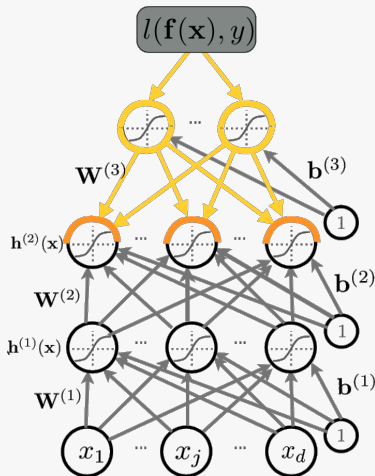 l(f(x), y)
...
W^(3) b^(3)
1
h^(2)(x) ... ...
W^(2) b^(2)
1
h^(1)(x) ... ...
W^(1) b^(1)
1
x_1 ... x_j ... x_d